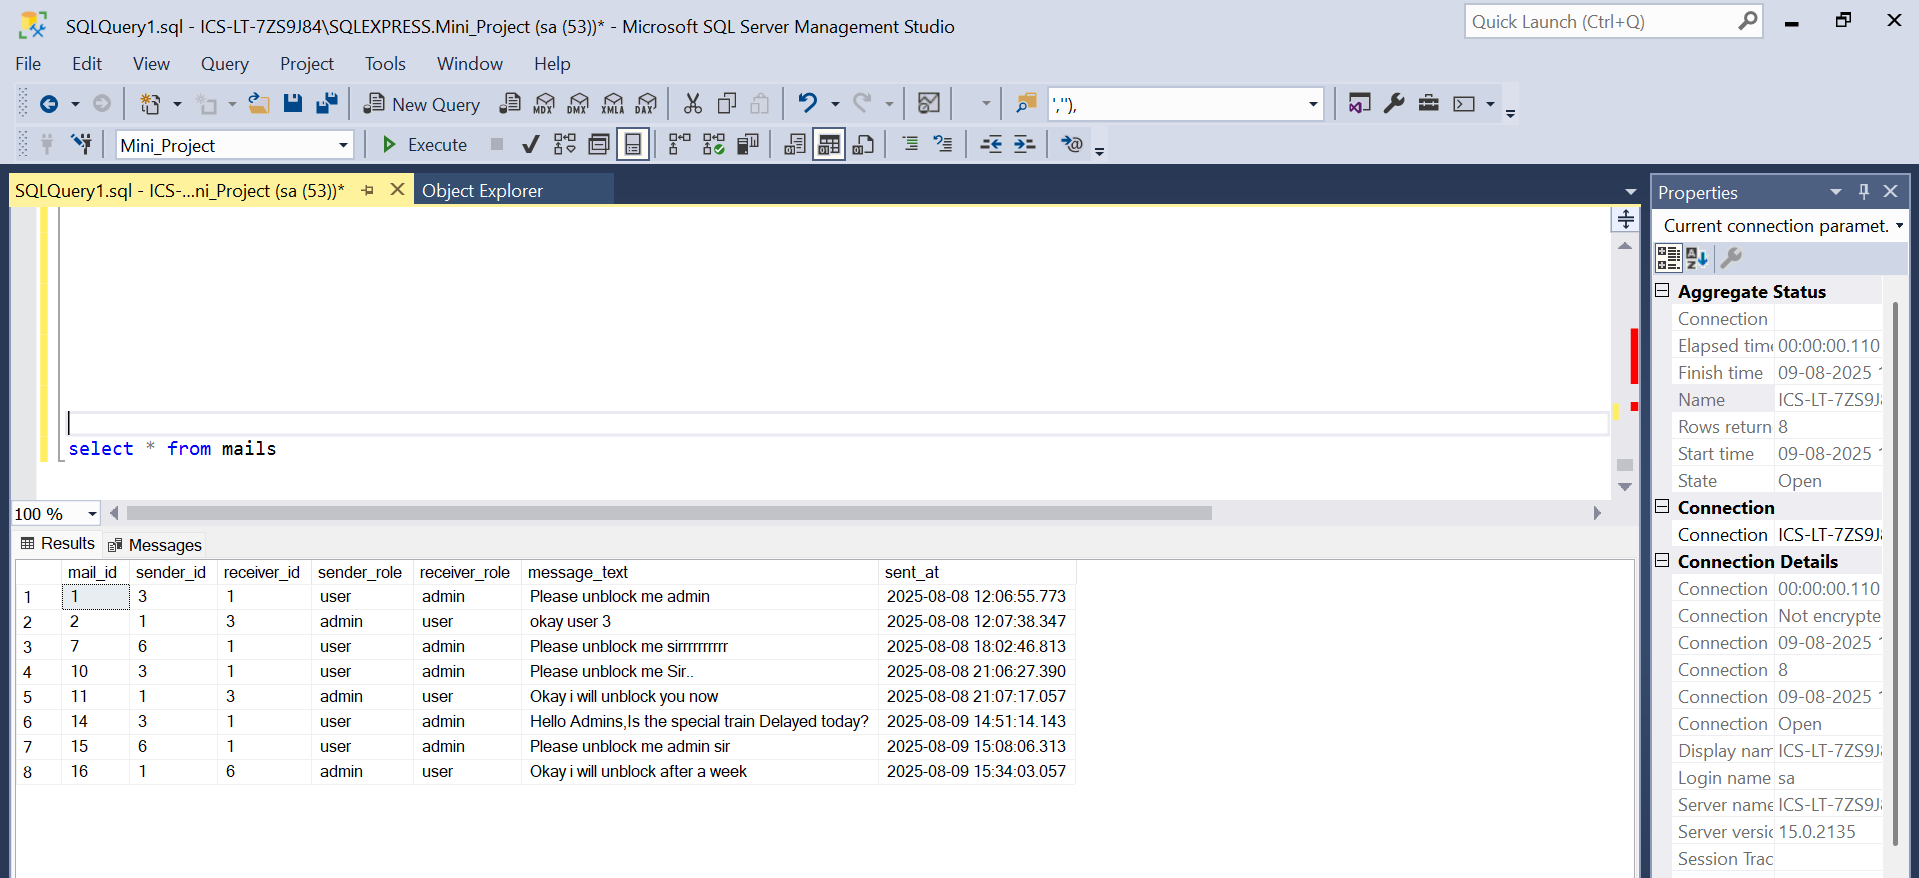 SQLQuery1.sql - ICS-LT-7ZS9J84\SQLEXPRESS.Mini_Project (sa (53))* - Microsoft SQL Server Management Studio
Quick Launch (Ctrl+Q)
File Edit View Query Project Tools Window Help
New Query MDX DMX XMLA DAX ',''),
Mini_Project Execute
SQLQuery1.sql - ICS-...ni_Project (sa (53))* Object Explorer
select * from mails
100 %
Results Messages
mail_id sender_id receiver_id sender_role receiver_role message_text sent_at
1 1 3 1 user admin Please unblock me admin 2025-08-08 12:06:55.773
2 2 1 3 admin user okay user 3 2025-08-08 12:07:38.347
3 7 6 1 user admin Please unblock me sirrrrrrrrrr 2025-08-08 18:02:46.813
4 10 3 1 user admin Please unblock me Sir.. 2025-08-08 21:06:27.390
5 11 1 3 admin user Okay i will unblock you now 2025-08-08 21:07:17.057
6 14 3 1 user admin Hello Admins,Is the special train Delayed today? 2025-08-09 14:51:14.143
7 15 6 1 user admin Please unblock me admin sir 2025-08-09 15:08:06.313
8 16 1 6 admin user Okay i will unblock after a week 2025-08-09 15:34:03.057
Properties
Current connection paramet.
Aggregate Status
Connection
Elapsed time 00:00:00.110
Finish time 09-08-2025
Name ICS-LT-7ZS9J
Rows return 8
Start time 09-08-2025
State Open
Connection
Connection ICS-LT-7ZS9J
Connection Details
Connection 00:00:00.110
Connection Not encrypte
Connection 09-08-2025
Connection 8
Connection 09-08-2025
Connection Open
Display nam ICS-LT-7ZS9J
Login name sa
Server name ICS-LT-7ZS9J
Server versic 15.0.2135
Session Trac